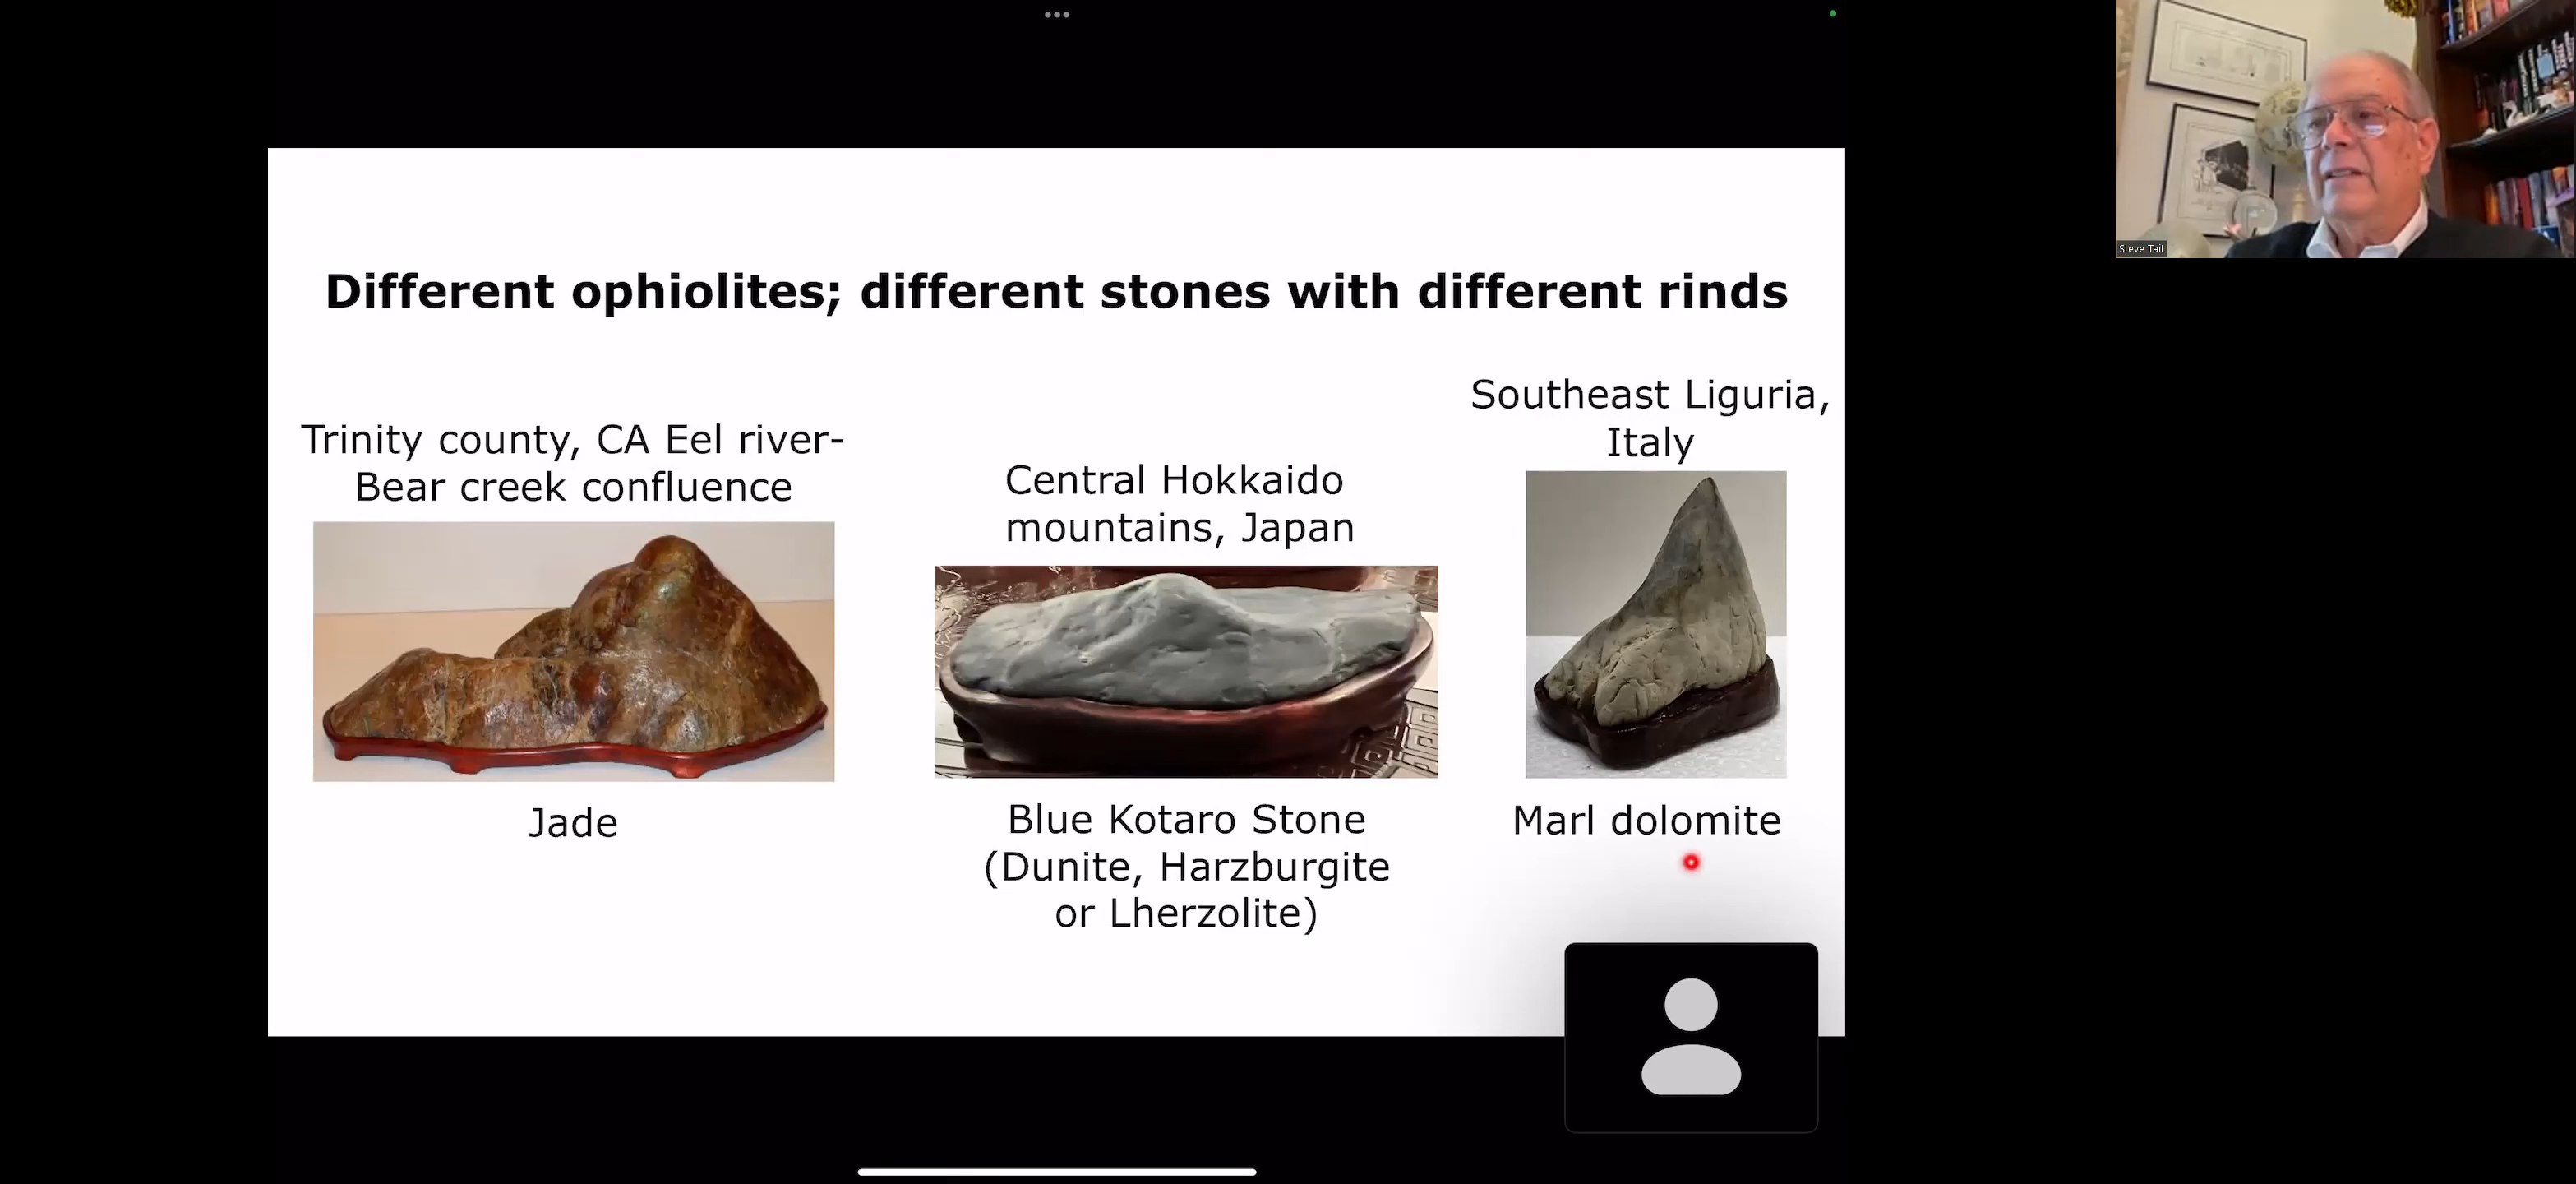 Different ophiolites; different stones with different rinds
Trinity county, CA Eel river-
Bear creek confluence
Jade
Central Hokkaido
mountains, Japan
Blue Kotaro Stone
(Dunite, Harzburgite
or Lherzolite)
Southeast Liguria,
Italy
Marl dolomite
Steve Tait